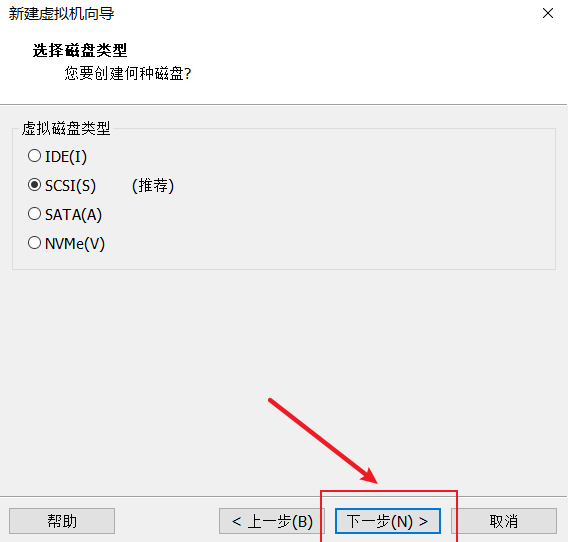 新建虚拟机向导
选择磁盘类型
您要创建何种磁盘?
虚拟磁盘类型
IDE(I)
SCSI(S) (推荐)
SATA(A)
NVMe(V)
帮助 < 上一步(B) 下一步(N) > 取消